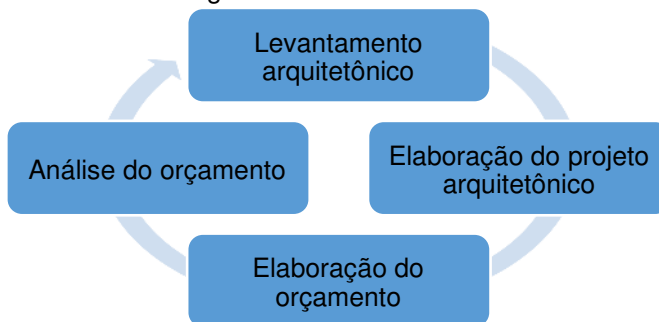 Levantamento
arquitetônico
Elaboração do projeto
arquitetônico
Elaboração do
orçamento
Análise do orçamento